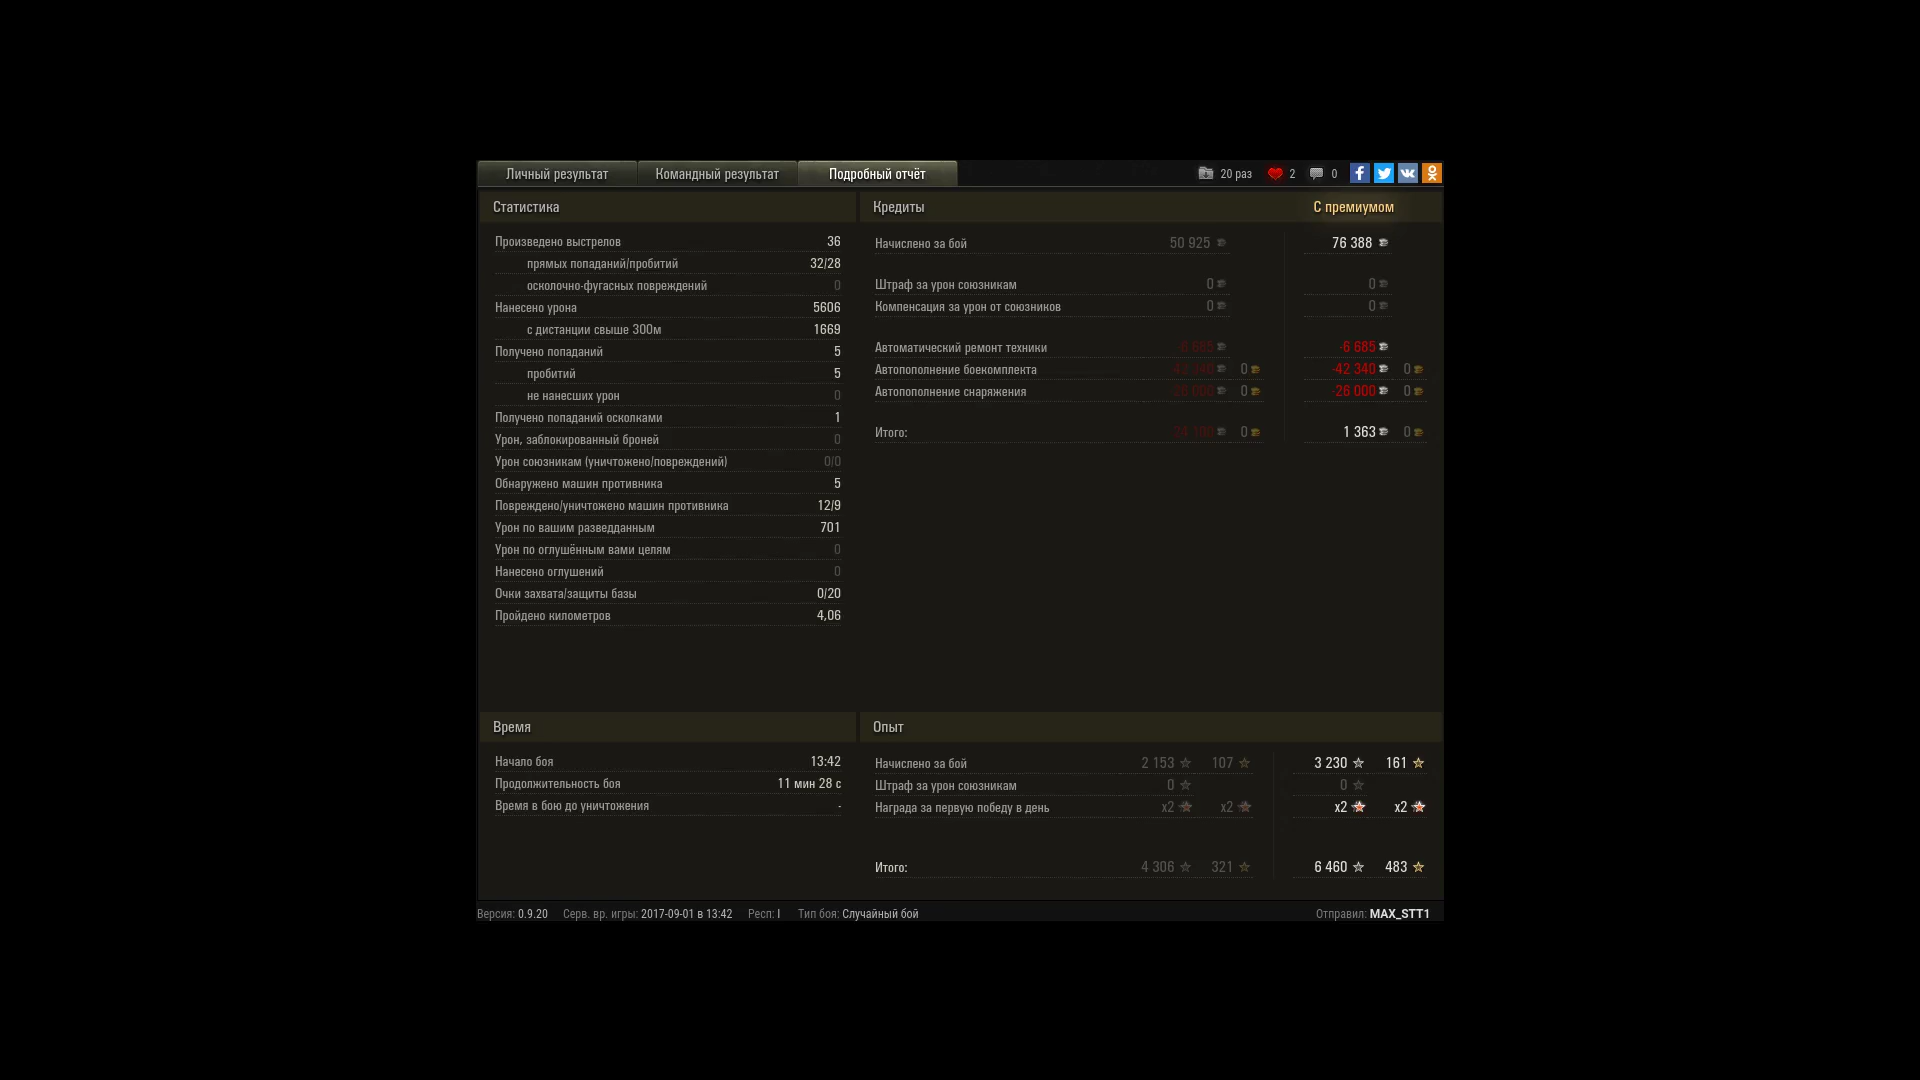 Личный результат Командный результат Подробный отчёт 20 раз 2 0
Статистика
Произведено выстрелов 36
прямых попаданий/пробитий 32/28
осколочно-фугасных повреждений 0
Нанесено урона 5606
с дистанции свыше 300м 1669
Получено попаданий 5
пробитий 5
не нанесших урон 0
Получено попаданий осколками 1
Урон, заблокированный броней 0
Урон союзникам (уничтожено/повреждений) 0/0
Обнаружено машин противника 5
Повреждено/уничтожено машин противника 12/9
Урон по вашим разведданным 701
Урон по оглушённым вами целям 0
Нанесено оглушений 0
Очки захвата/защиты базы 0/20
Пройдено километров 4,06
Кредиты С премиумом
Начислено за бой 50 925 76 388
Штраф за урон союзникам 0 0
Компенсация за урон от союзников 0 0
Автоматический ремонт техники -6 685 -6 685
Автопополнение боекомплекта -42 340 0 -42 340 0
Автопополнение снаряжения -26 000 0 -26 000 0
Итого: 0 1 363 0
Время
Начало боя 13:42
Продолжительность боя 11 мин 28 с
Время в бою до уничтожения -
Опыт
Начислено за бой 2 153 107 3 230 161
Штраф за урон союзникам 0 0
Награда за первую победу в день x2 x2 x2 x2
Итого: 4 306 321 6 460 483
Версия: 0.9.20 Серв. вр. игры: 2017-09-01 в 13:42 Респ: I Тип боя: Случайный бой Отправил: MAX_STT1